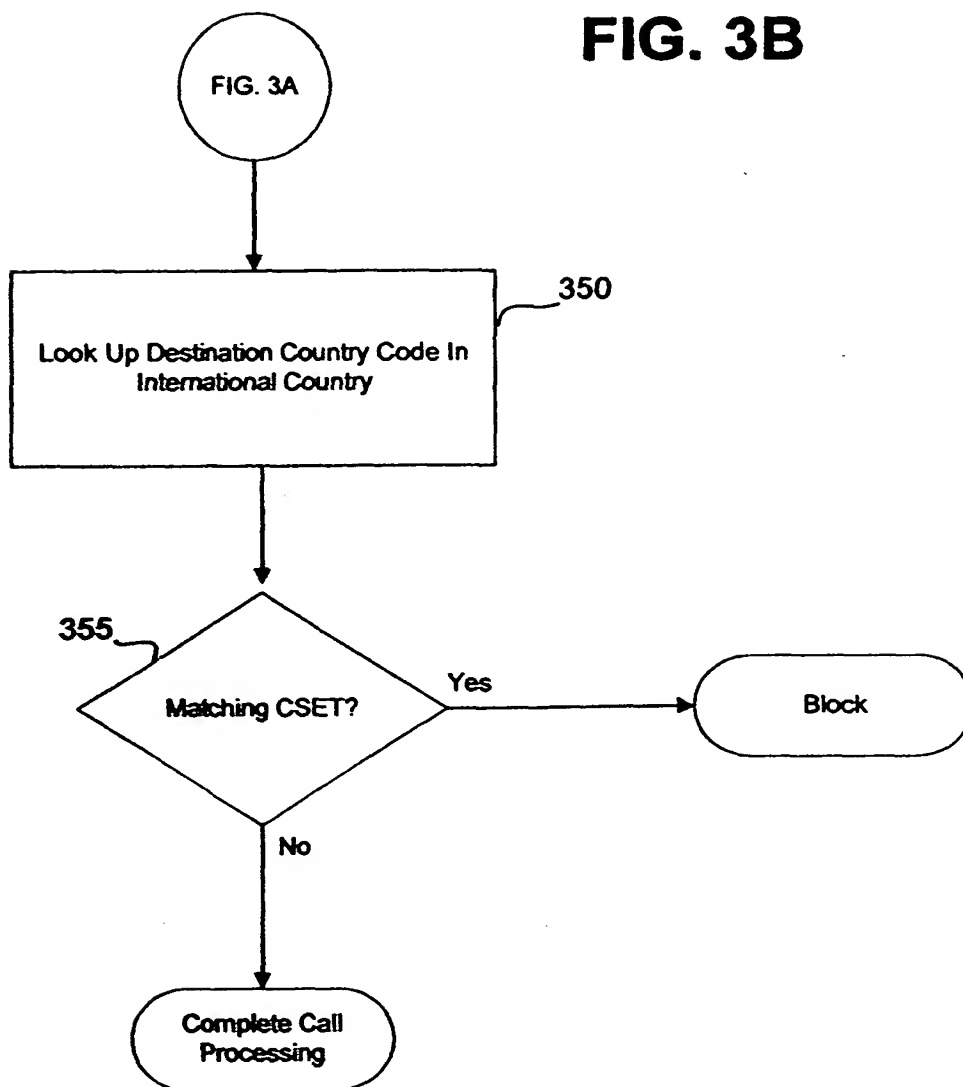 FIG. 3B
FIG. 3A
350
Look Up Destination Country Code In
International Country
355
Matching CSET?
Yes
Block
No
Complete Call
Processing